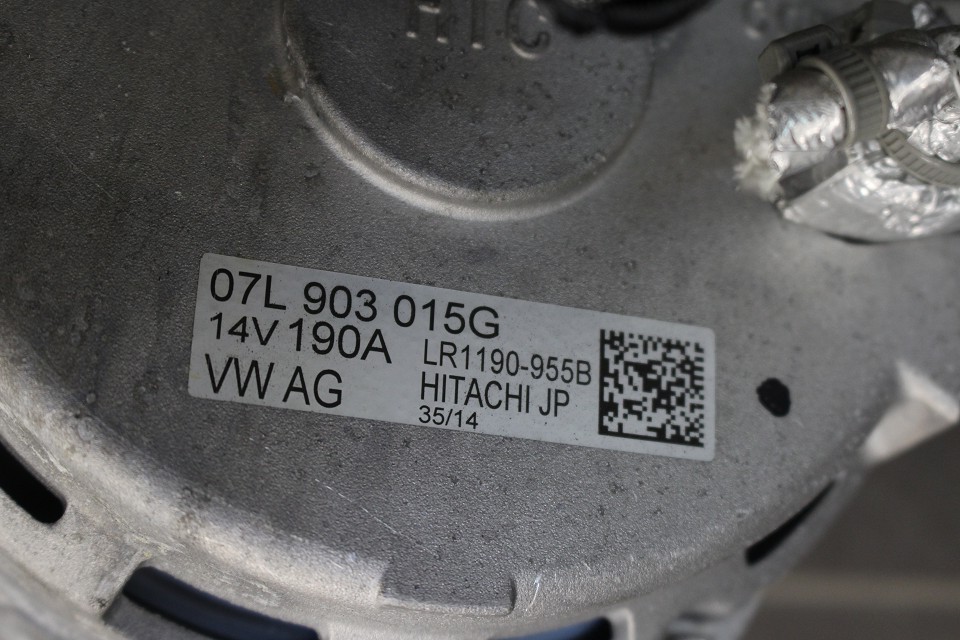 07L 903 015G
14V 190A
LR1190-955B
VW AG
HITACHI JP
35/14